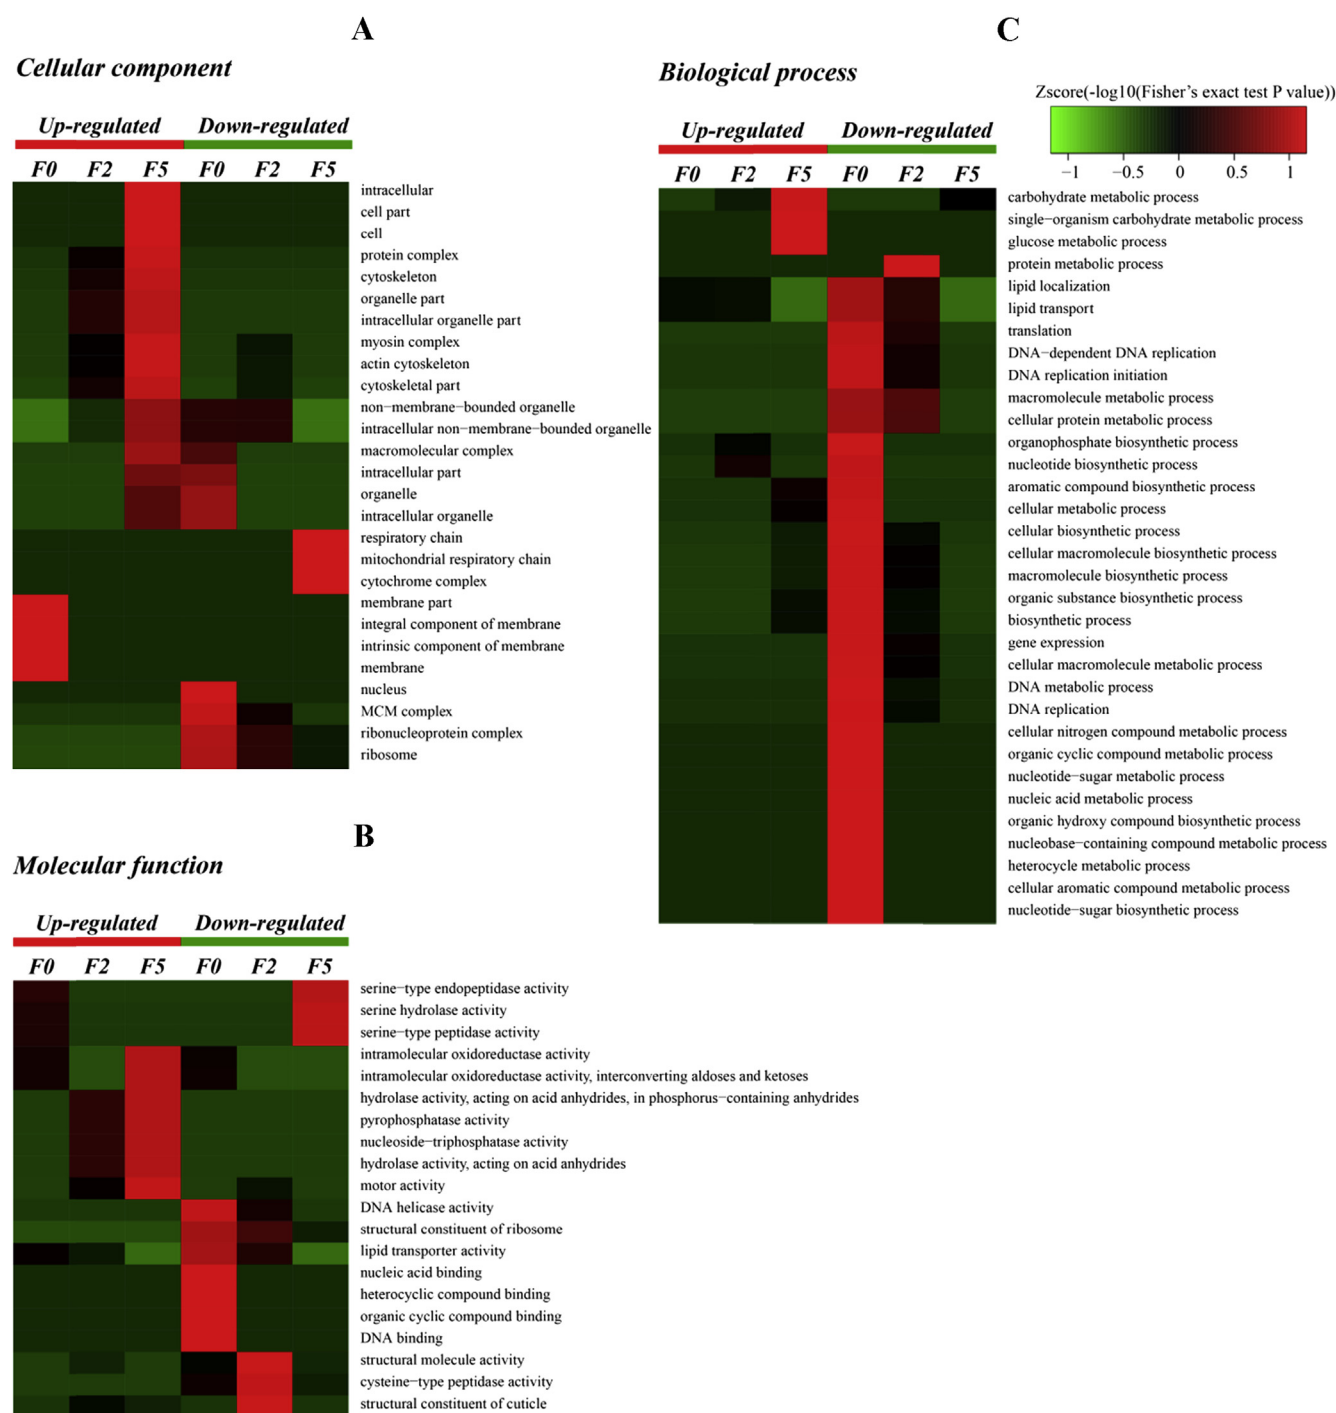 A
Cellular component
Up-regulated Down-regulated
F0 F2 F5 F0 F2 F5
intracellular
cell part
cell
protein complex
cytoskeleton
organelle part
intracellular organelle part
myosin complex
actin cytoskeleton
cytoskeletal part
non−membrane−bounded organelle
intracellular non−membrane−bounded organelle
macromolecular complex
intracellular part
organelle
intracellular organelle
respiratory chain
mitochondrial respiratory chain
cytochrome complex
membrane part
integral component of membrane
intrinsic component of membrane
membrane
nucleus
MCM complex
ribonucleoprotein complex
ribosome
B
Molecular function
Up-regulated Down-regulated
F0 F2 F5 F0 F2 F5
serine−type endopeptidase activity
serine hydrolase activity
serine−type peptidase activity
intramolecular oxidoreductase activity
intramolecular oxidoreductase activity, interconverting aldoses and ketoses
hydrolase activity, acting on acid anhydrides, in phosphorus−containing anhydrides
pyrophosphatase activity
nucleoside−triphosphatase activity
hydrolase activity, acting on acid anhydrides
motor activity
DNA helicase activity
structural constituent of ribosome
lipid transporter activity
nucleic acid binding
heterocyclic compound binding
organic cyclic compound binding
DNA binding
structural molecule activity
cysteine−type peptidase activity
structural constituent of cuticle
C
Biological process
Zscore(-log10(Fisher's exact test P value))
−1 −0.5 0 0.5 1
Up-regulated Down-regulated
F0 F2 F5 F0 F2 F5
carbohydrate metabolic process
single−organism carbohydrate metabolic process
glucose metabolic process
protein metabolic process
lipid localization
lipid transport
translation
DNA−dependent DNA replication
DNA replication initiation
macromolecule metabolic process
cellular protein metabolic process
organophosphate biosynthetic process
nucleotide biosynthetic process
aromatic compound biosynthetic process
cellular metabolic process
cellular biosynthetic process
cellular macromolecule biosynthetic process
macromolecule biosynthetic process
organic substance biosynthetic process
biosynthetic process
gene expression
cellular macromolecule metabolic process
DNA metabolic process
DNA replication
cellular nitrogen compound metabolic process
organic cyclic compound metabolic process
nucleotide−sugar metabolic process
nucleic acid metabolic process
organic hydroxy compound biosynthetic process
nucleobase−containing compound metabolic process
heterocycle metabolic process
cellular aromatic compound metabolic process
nucleotide−sugar biosynthetic process